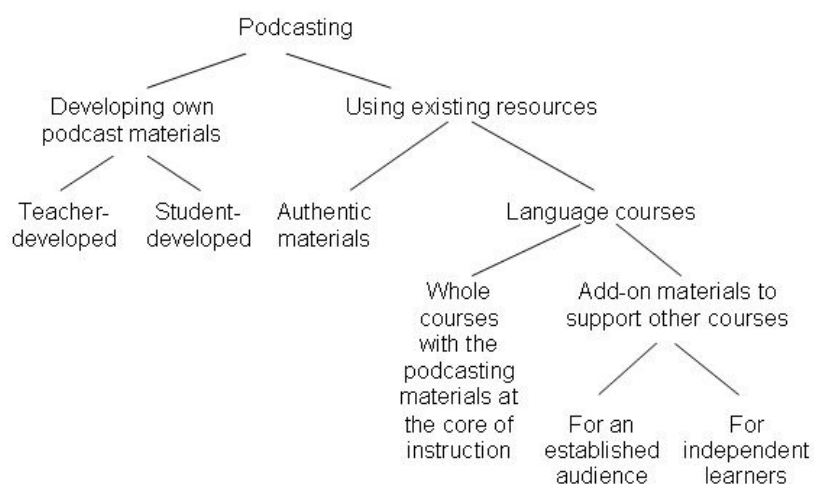 Podcasting
Developing own
podcast materials
Using existing resources
Teacher-
developed
Student-
developed
Authentic
materials
Language courses
Whole
courses
with the
podcasting
materials at
the core of
instruction
Add-on materials to
support other courses
For an
established
audience
For
independent
learners